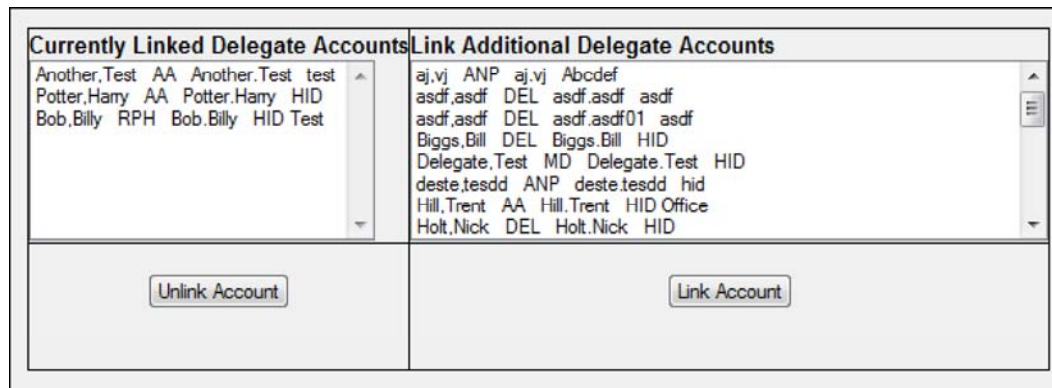 Currently Linked Delegate Accounts
Another,Test AA Another.Test test
Potter,Harry AA Potter.Harry HID
Bob,Billy RPH Bob.Billy HID Test
Unlink Account
Link Additional Delegate Accounts
aj,vj ANP aj.vj Abcdef
asdf,asdf DEL asdf.asdf asdf
asdf,asdf DEL asdf.asdf01 asdf
Biggs,Bill DEL Biggs.Bill HID
Delegate,Test MD Delegate.Test HID
deste,tesdd ANP deste.tesdd hid
Hill,Trent AA Hill.Trent HID Office
Holt,Nick DEL Holt.Nick HID
Link Account